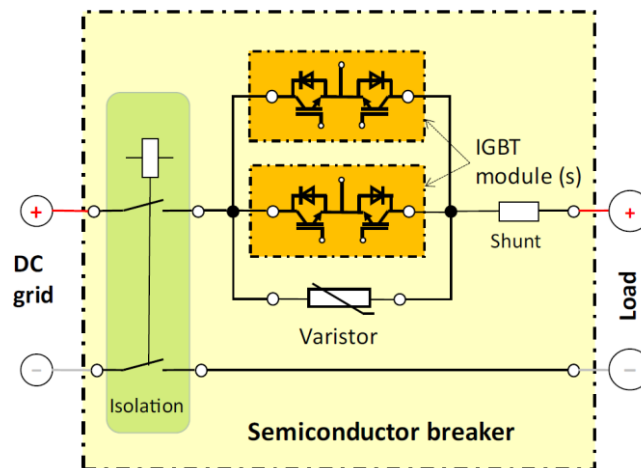 IGBT
module (s)
+
+
Shunt
DC
grid
Load
Varistor
−
−
Isolation
Semiconductor breaker